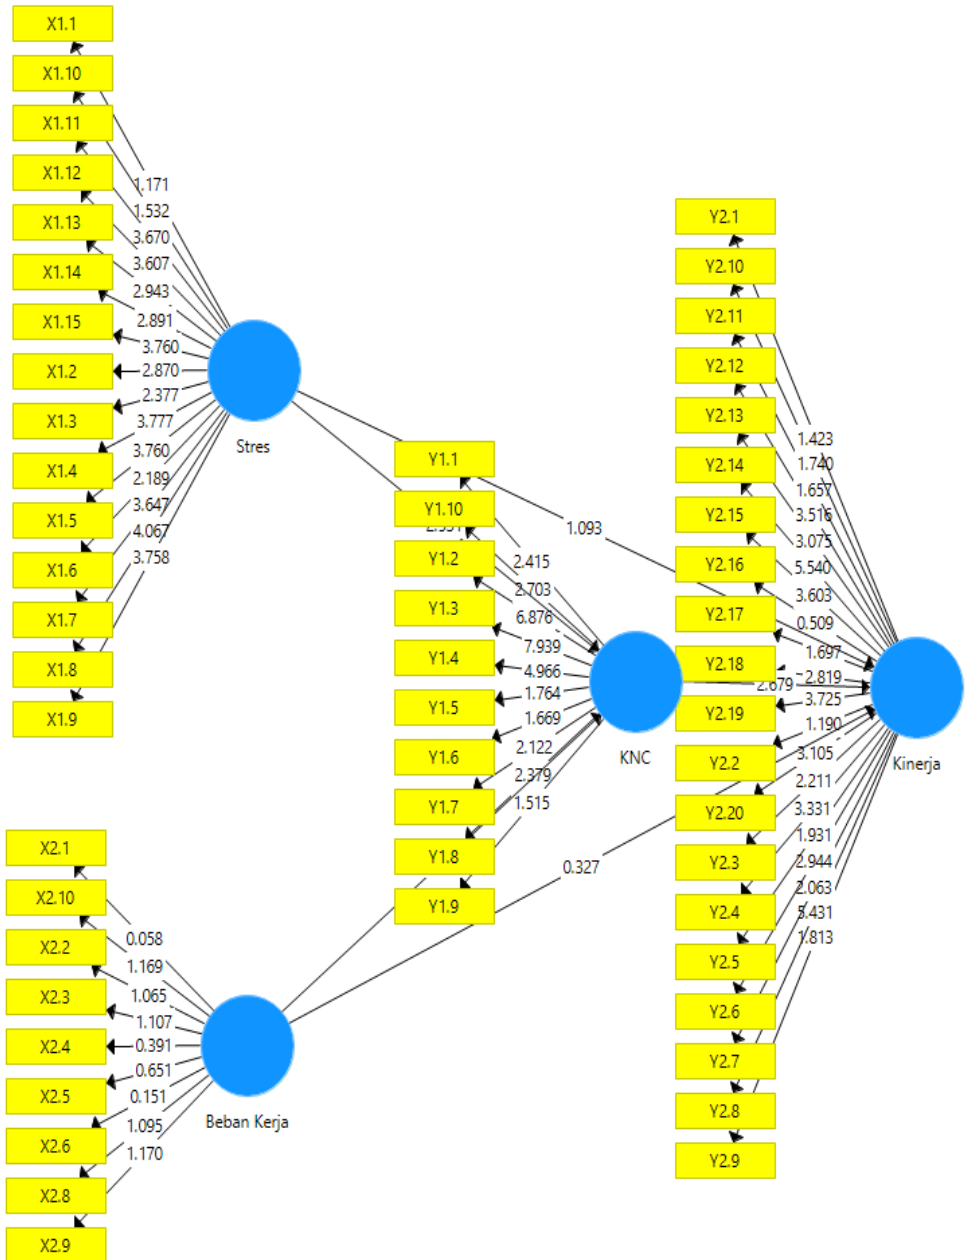 X1.1
X1.10
X1.11
X1.12
X1.13
X1.14
X1.15
X1.2
X1.3
X1.4
X1.5
X1.6
X1.7
X1.8
X1.9
1.171
1.532
3.670
3.607
2.943
2.891
3.760
2.870
2.377
3.777
3.760
2.189
3.647
4.067
3.758
Stres
X2.1
X2.10
X2.2
X2.3
X2.4
X2.5
X2.6
X2.8
X2.9
0.058
1.169
1.065
1.107
0.391
0.651
0.151
1.095
1.170
Beban Kerja
Y1.1
Y1.10
Y1.2
Y1.3
Y1.4
Y1.5
Y1.6
Y1.7
Y1.8
Y1.9
2.415
2.703
6.876
7.939
4.966
1.764
1.669
2.122
2.379
1.515
KNC
1.093
2.679
0.327
Y2.1
Y2.10
Y2.11
Y2.12
Y2.13
Y2.14
Y2.15
Y2.16
Y2.17
Y2.18
Y2.19
Y2.2
Y2.20
Y2.3
Y2.4
Y2.5
Y2.6
Y2.7
Y2.8
Y2.9
1.423
1.740
1.657
3.516
3.075
5.540
3.603
0.509
1.697
2.819
3.725
1.190
3.105
2.211
3.331
1.931
2.944
2.063
5.431
1.813
Kinerja